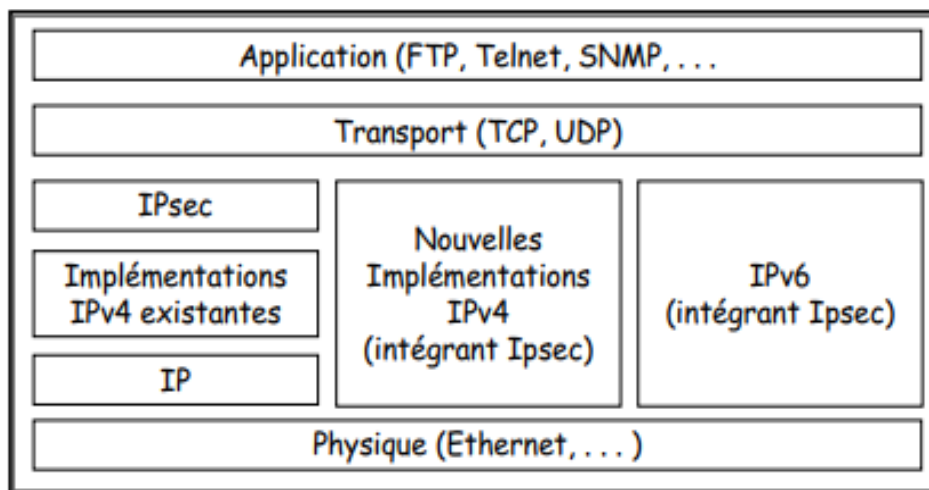 Application (FTP, Telnet, SNMP, . . .
Transport (TCP, UDP)
IPsec
Implémentations
IPv4 existantes
IP
Nouvelles
Implémentations
IPv4
(intégrant Ipsec)
IPv6
(intégrant Ipsec)
Physique (Ethernet, . . . )